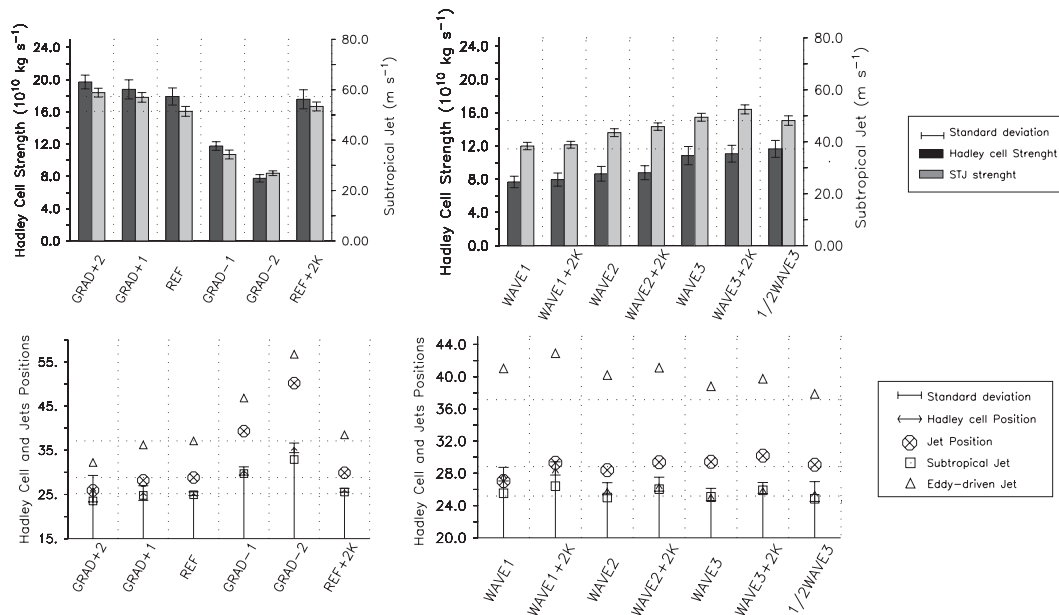 Hadley Cell Strength (10¹⁰ kg s⁻¹)
24.0
20.0
16.0
12.0
8.0
4.0
0.0
80.0
60.0
40.0
20.0
0.00
Subtropical Jet (m s⁻¹)
GRAD+2
GRAD+1
REF
GRAD−1
GRAD−2
REF+2K
Hadley Cell Strength (10¹⁰ kg s⁻¹)
24.0
20.0
16.0
12.0
8.0
4.0
0.0
80.0
60.0
40.0
20.0
0.00
Subtropical Jet (m s⁻¹)
WAVE1
WAVE1+2K
WAVE2
WAVE2+2K
WAVE3
WAVE3+2K
1/2WAVE3
Standard deviation
Hadley cell Strenght
STJ strenght
Hadley Cell and Jets Positions
55.
45.
35.
25.
15.
GRAD+2
GRAD+1
REF
GRAD−1
GRAD−2
REF+2K
Hadley Cell and Jets Positions
44.0
40.0
36.0
32.0
28.0
24.0
20.0
WAVE1
WAVE1+2K
WAVE2
WAVE2+2K
WAVE3
WAVE3+2K
1/2WAVE3
Standard deviation
Hadley cell Position
Jet Position
Subtropical Jet
Eddy−driven Jet